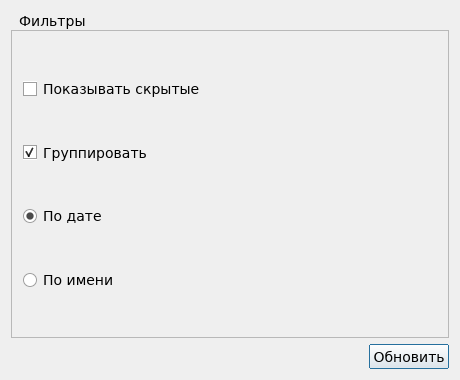 Фильтры
Показывать скрытые
Группировать
По дате
По имени
Обновить